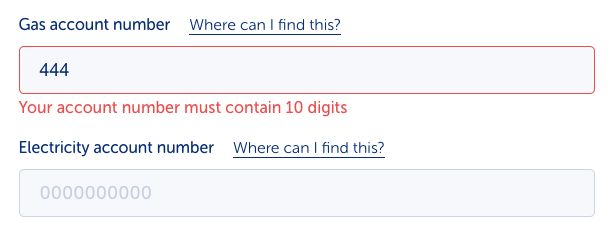 Gas account number Where can I find this?
444
Your account number must contain 10 digits
Electricity account number Where can I find this?
0000000000